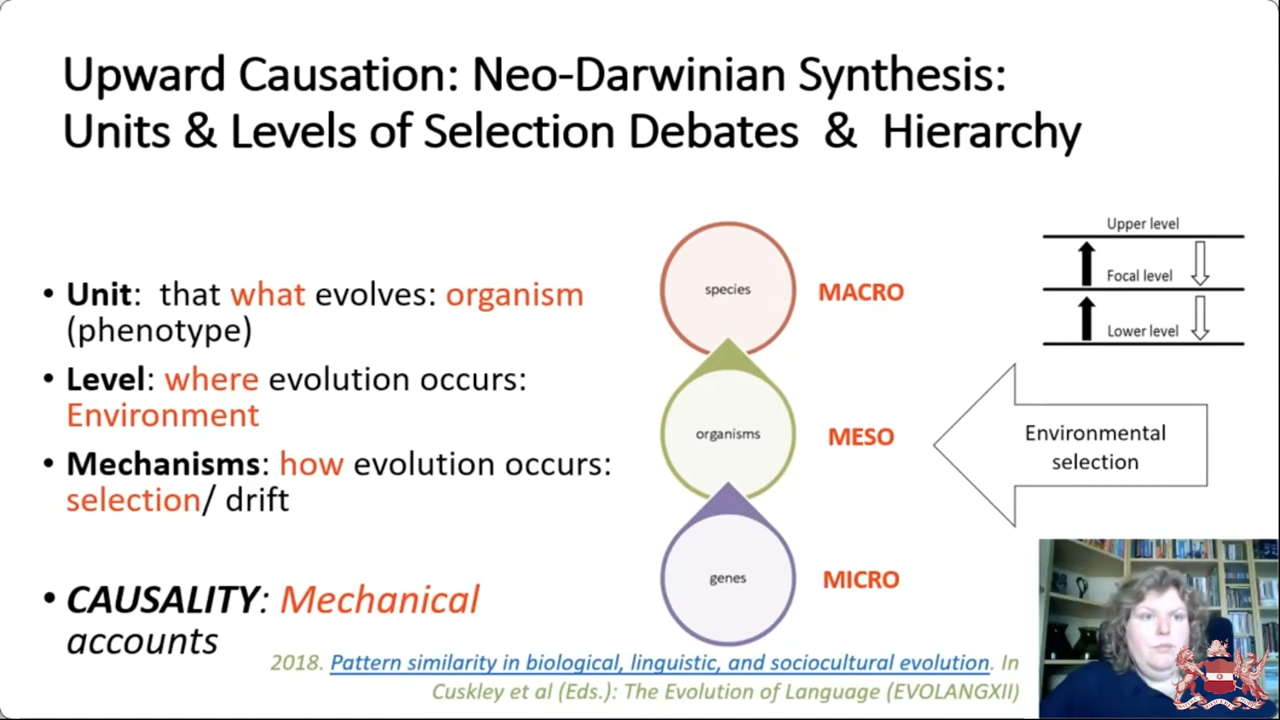 Upward Causation: Neo-Darwinian Synthesis:
Units & Levels of Selection Debates & Hierarchy
• Unit: that what evolves: organism
(phenotype)
• Level: where evolution occurs:
Environment
• Mechanisms: how evolution occurs:
selection/ drift
• CAUSALITY: Mechanical
accounts
species
MACRO
organisms
MESO
genes
MICRO
Upper level
Focal level
Lower level
Environmental
selection
2018. Pattern similarity in biological, linguistic, and sociocultural evolution. In
Cuskley et al (Eds.): The Evolution of Language (EVOLANGXII)